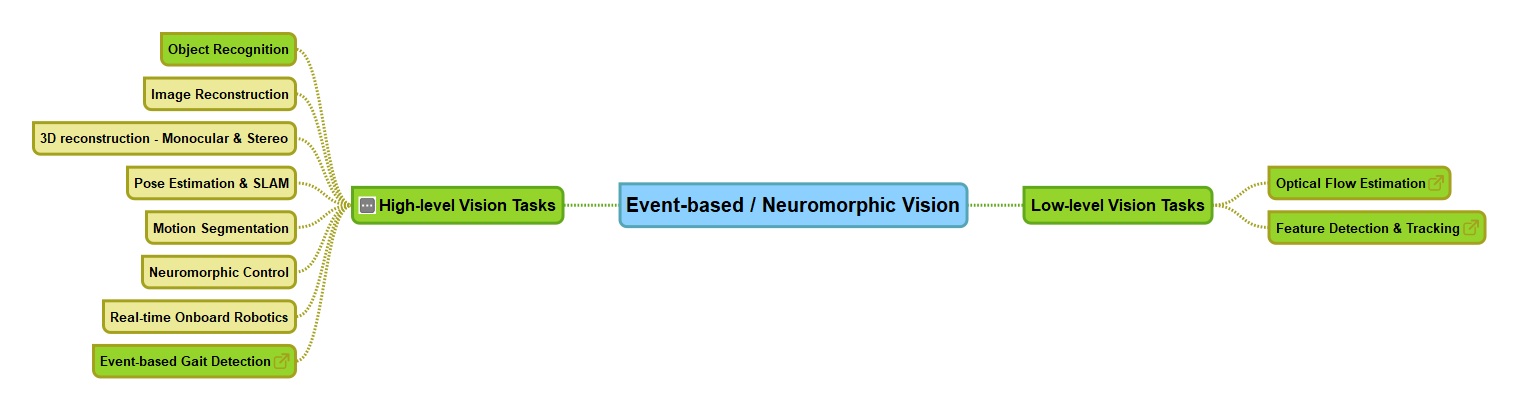 Object Recognition
Image Reconstruction
3D reconstruction - Monocular & Stereo
Pose Estimation & SLAM
Motion Segmentation
Neuromorphic Control
Real-time Onboard Robotics
Event-based Gait Detection
High-level Vision Tasks
Event-based / Neuromorphic Vision
Low-level Vision Tasks
Optical Flow Estimation
Feature Detection & Tracking